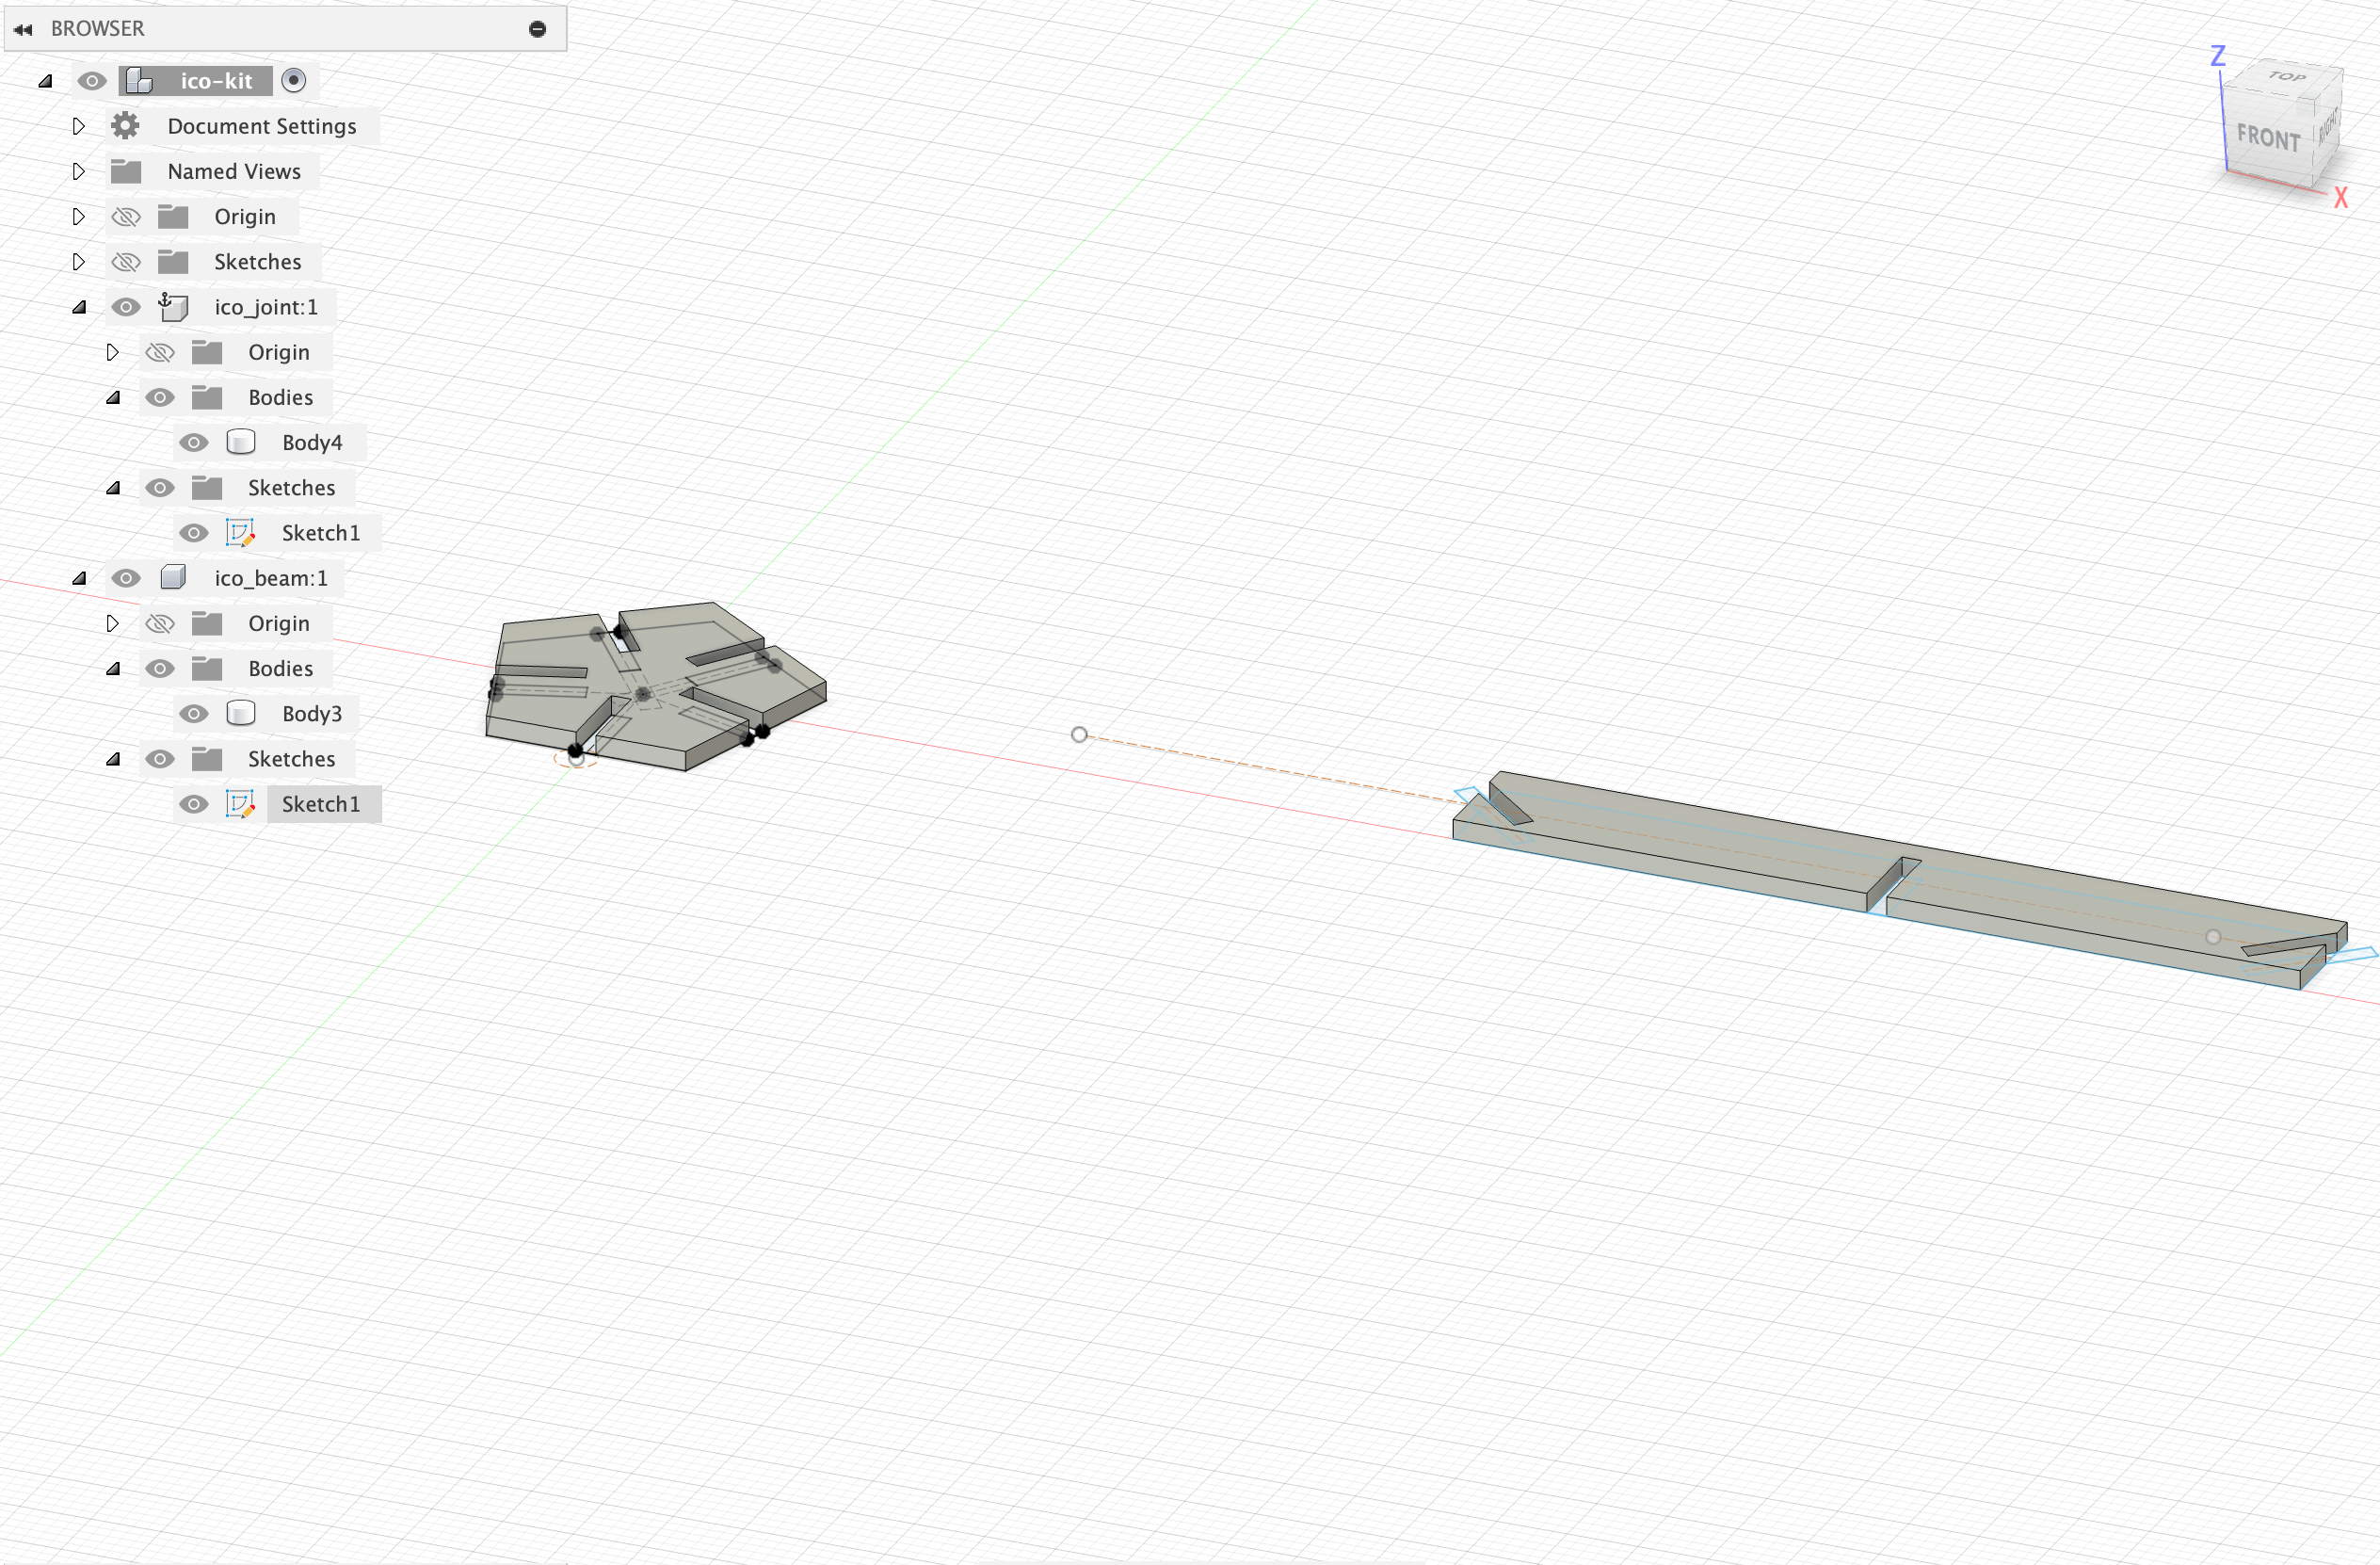 BROWSER
ico-kit
Document Settings
Named Views
Origin
Sketches
ico_joint:1
Origin
Bodies
Body4
Sketches
Sketch1
ico_beam:1
Origin
Bodies
Body3
Sketches
Sketch1
Z
TOP
FRONT
RIGHT
X